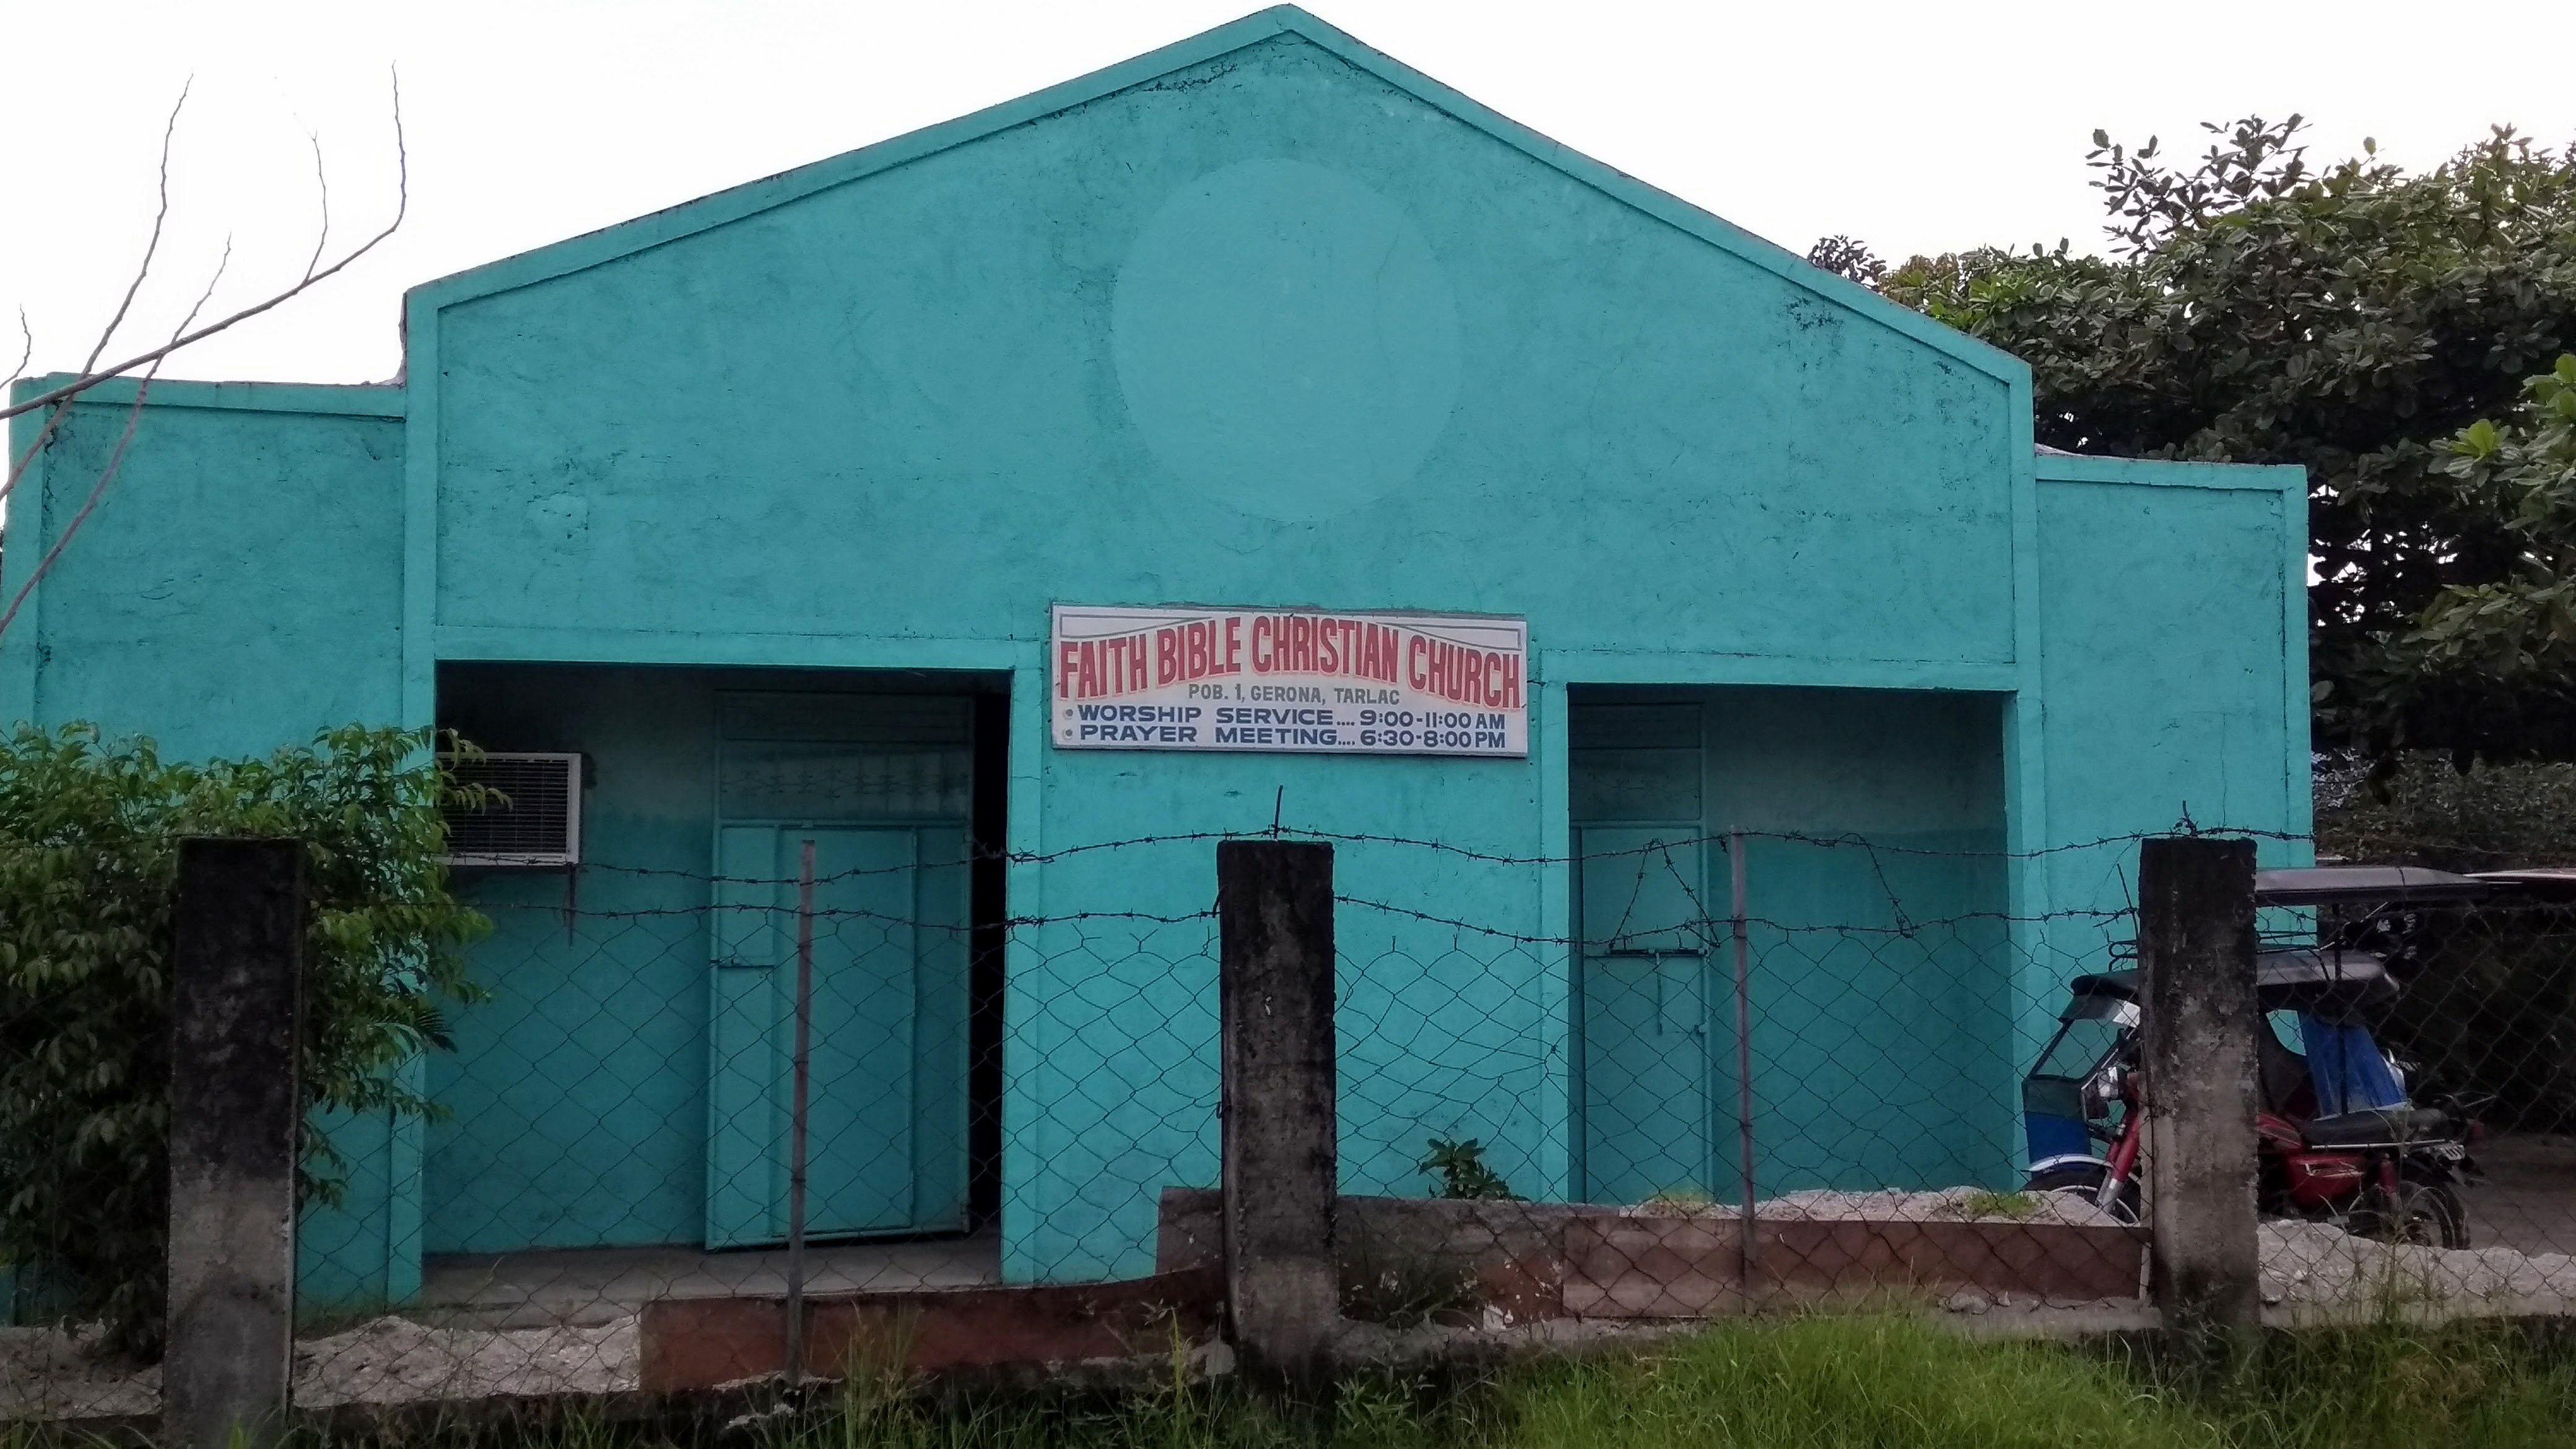 FAITH BIBLE CHRISTIAN CHURCH
POB. 1, GERONA, TARLAC
• WORSHIP SERVICE.... 9:00-11:00 AM
• PRAYER MEETING.... 6:30-8:00 PM